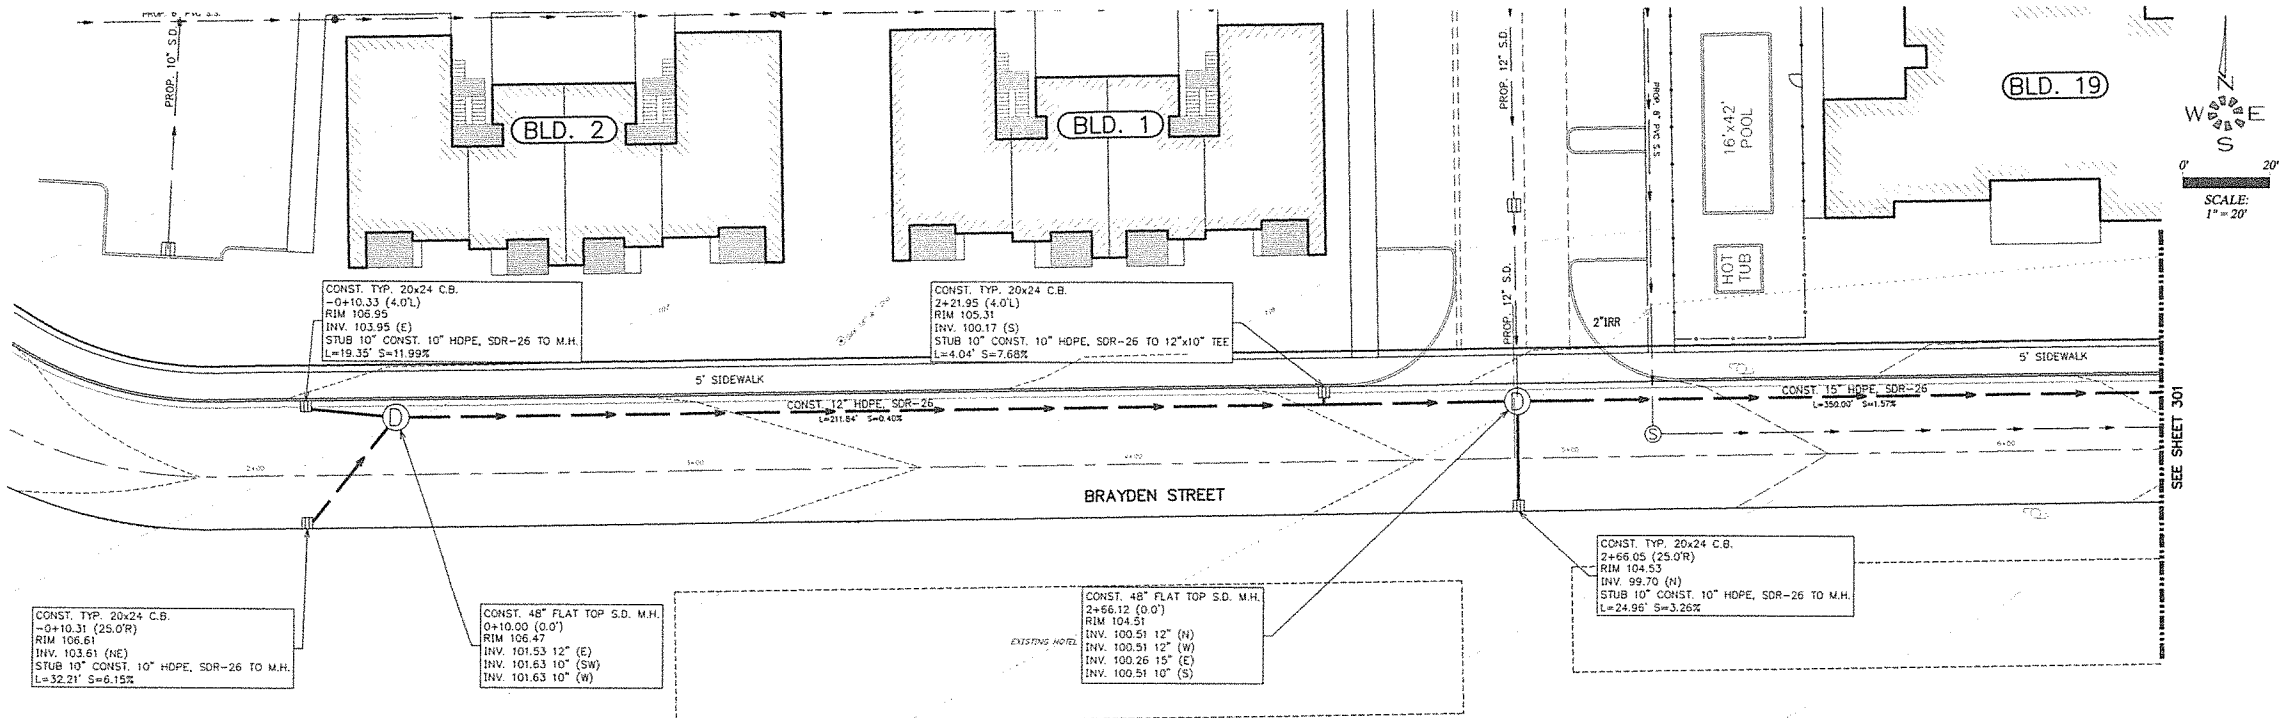 PROP. 10" S.D.
BLD. 2
BLD. 1
PROP. 12" S.D.
PROP. 12" S.D.
PROP. 8" PVC S.S
16'x42'
POOL
HOT
TUB
2"IRR
BLD. 19
N
W E
S
0' 20'
SCALE:
1" = 20'
CONST. TYP. 20x24 C.B.
-0+10.33 (4.0'L)
RIM 106.95
INV. 103.95 (E)
STUB 10" CONST. 10" HDPE, SDR-26 TO M.H.
L=19.35' S=11.99%
CONST. TYP. 20x24 C.B.
2+21.95 (4.0'L)
RIM 105.31
INV. 100.17 (S)
STUB 10" CONST. 10" HDPE, SDR-26 TO 12"x10" TEE
L=4.04' S=7.68%
5' SIDEWALK
5' SIDEWALK
CONST. 12" HDPE, SDR-26
L=211.84' S=0.40%
CONST. 15" HDPE, SDR-26
L=350.00' S=1.57%
D
D
S
2+00
3+00
4+00
5+00
6+00
BRAYDEN STREET
SEE SHEET 301
CONST. TYP. 20x24 C.B.
-0+10.31 (25.0'R)
RIM 106.61
INV. 103.61 (NE)
STUB 10" CONST. 10" HDPE, SDR-26 TO M.H.
L=32.21' S=6.15%
CONST. 48" FLAT TOP S.D. M.H.
0+10.00 (0.0')
RIM 106.47
INV. 101.53 12" (E)
INV. 101.63 10" (SW)
INV. 101.63 10" (W)
EXISTING HOTEL
CONST. 48" FLAT TOP S.D. M.H.
2+66.12 (0.0')
RIM 104.51
INV. 100.51 12" (N)
INV. 100.51 12" (W)
INV. 100.26 15" (E)
INV. 100.51 10" (S)
CONST. TYP. 20x24 C.B.
2+66.05 (25.0'R)
RIM 104.53
INV. 99.70 (N)
STUB 10" CONST. 10" HDPE, SDR-26 TO M.H.
L=24.96' S=3.26%